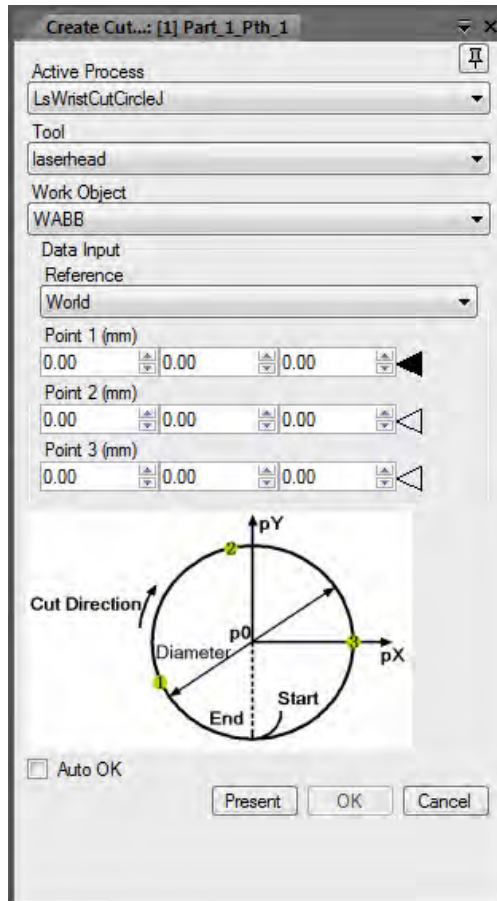 Create Cut...: [1] Part_1_Pth_1
Active Process
LsWristCutCircleJ
Tool
laserhead
Work Object
WABB
Data Input
Reference
World
Point 1 (mm)
0.00 0.00 0.00
Point 2 (mm)
0.00 0.00 0.00
Point 3 (mm)
0.00 0.00 0.00
pY
2
Cut Direction
p0
3
Diameter
pX
1
Start
End
Auto OK
Present OK Cancel